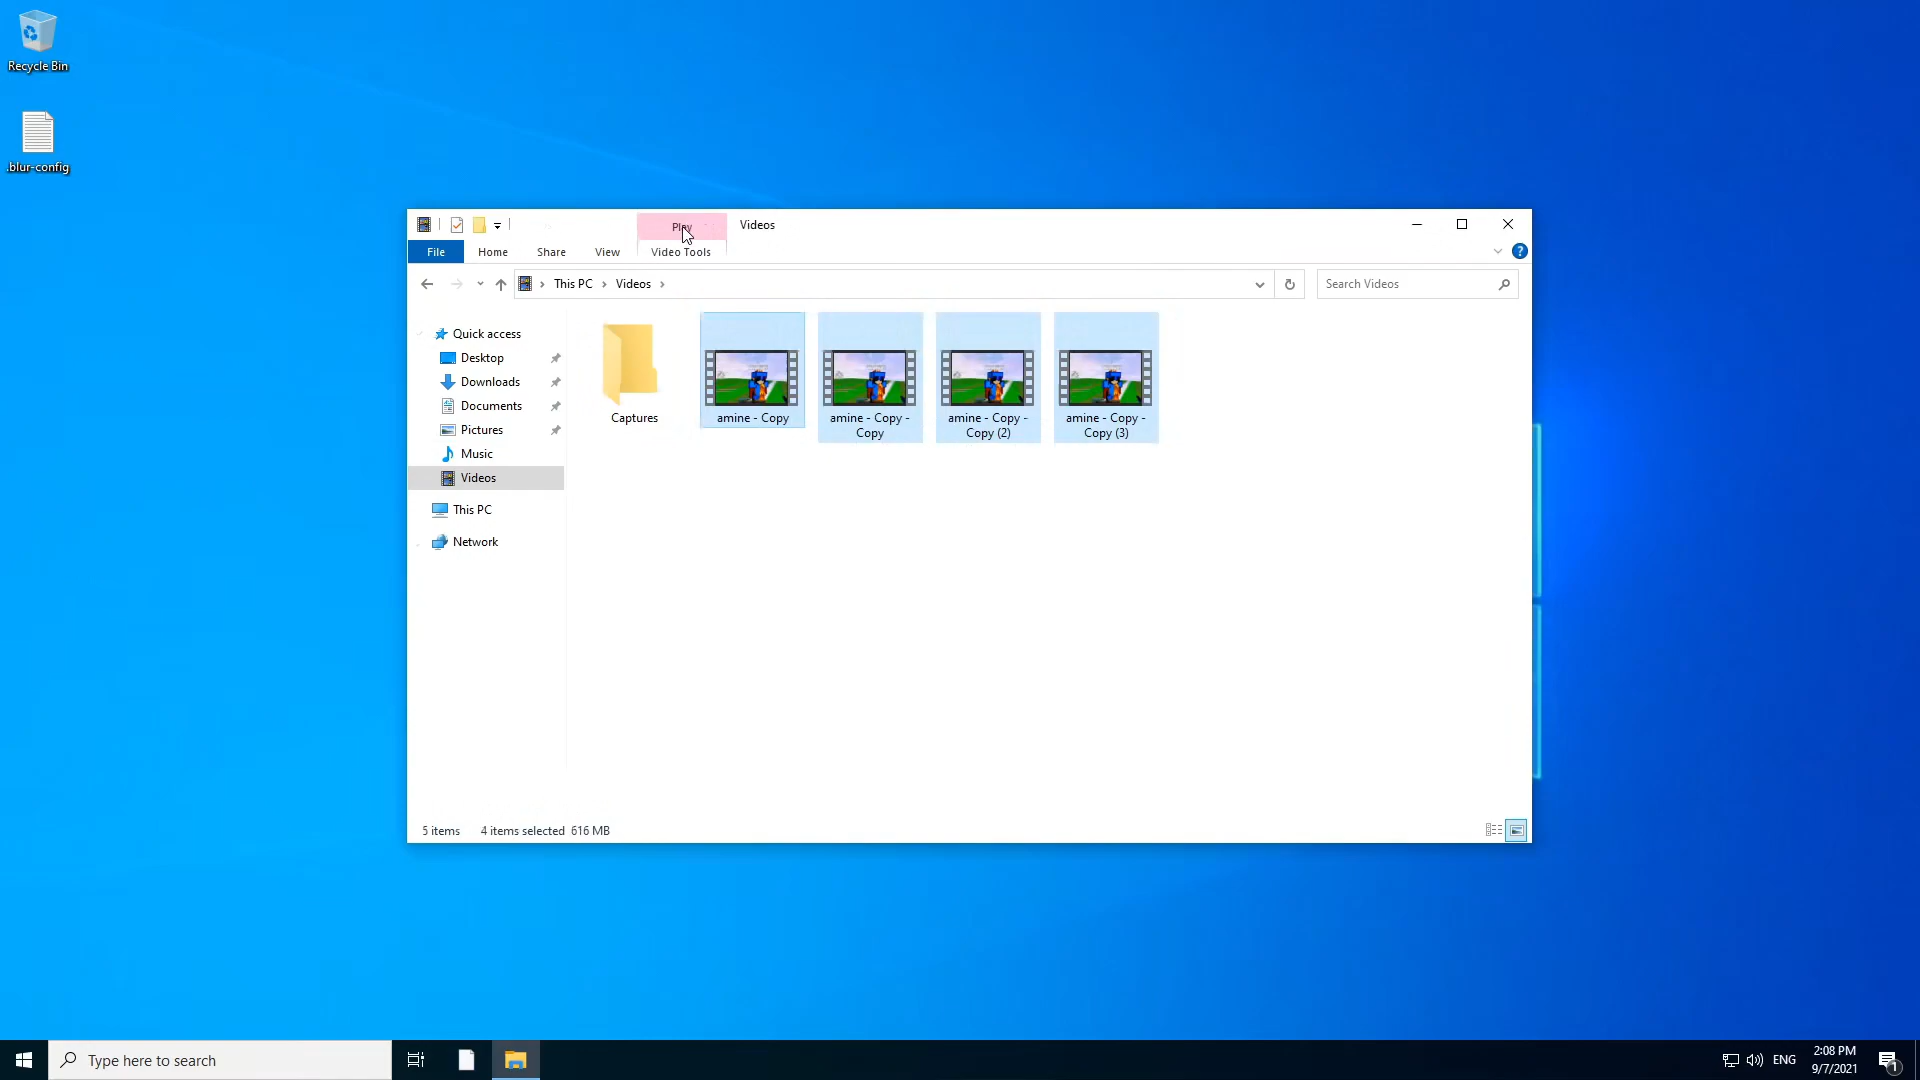 Recycle Bin
.blur-config
Play
Videos
File
Home
Share
View
Video Tools
?
This PC
Videos
Search Videos
Quick access
Desktop
Downloads
Documents
Pictures
Music
Videos
This PC
Network
Captures
amine - Copy
amine - Copy -
Copy
amine - Copy -
Copy (2)
amine - Copy -
Copy (3)
5 items
4 items selected
616 MB
Type here to search
ENG
2:08 PM
9/7/2021
1